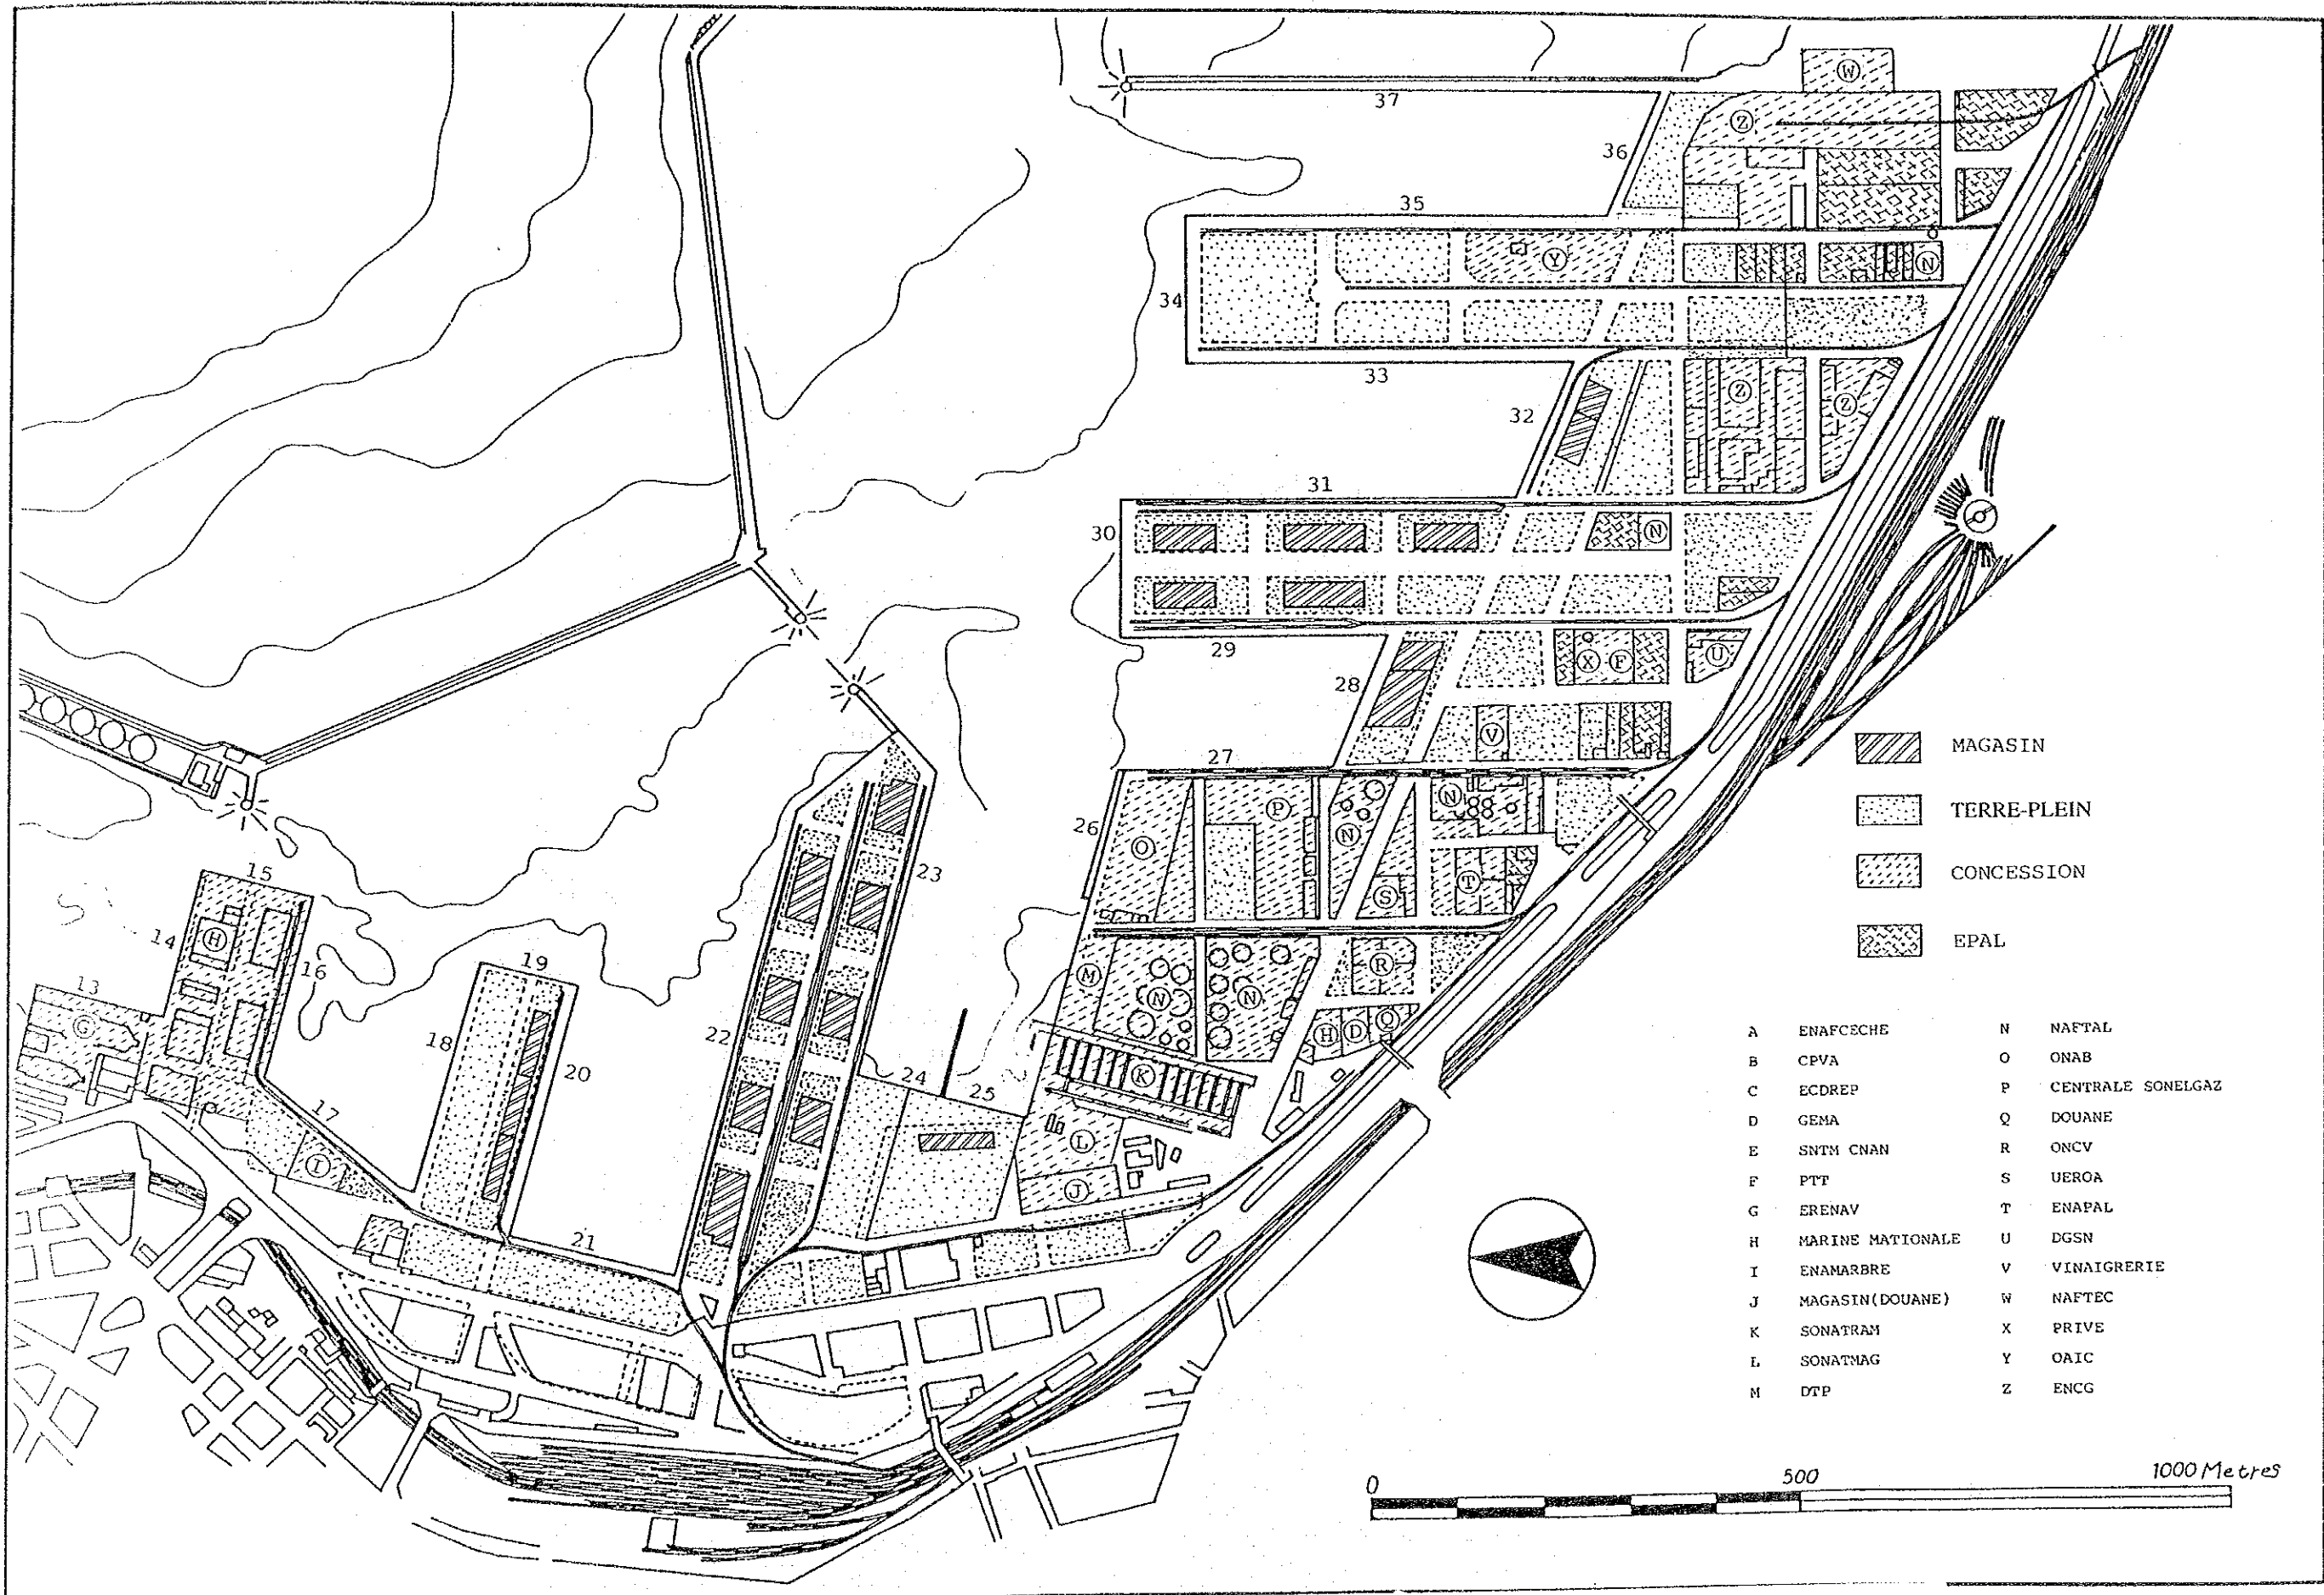 W
37
Z
36
35
Y
N
34
33
Z
Z
32
31
30
N
29
X F U
28
V
27
MAGASIN
TERRE-PLEIN
CONCESSION
EPAL
26
O
P
N
N
S
T
23
15
14
H
16
13
G
19
18
20
22
M
N
N
R
H D Q
K
24
25
L
J
17
I
21
A ENAFCECHE
B CPVA
C ECDREP
D GEMA
E SNTM CNAN
F PTT
G ERENAV
H MARINE MATIONALE
I ENAMARBRE
J MAGASIN(DOUANE)
K SONATRAM
L SONATMAG
M DTP
N NAFTAL
O ONAB
P CENTRALE SONELGAZ
Q DOUANE
R ONCV
S UEROA
T ENAPAL
U DGSN
V VINAIGRERIE
W NAFTEC
X PRIVE
Y OAIC
Z ENCG
0 500 1000 Metres